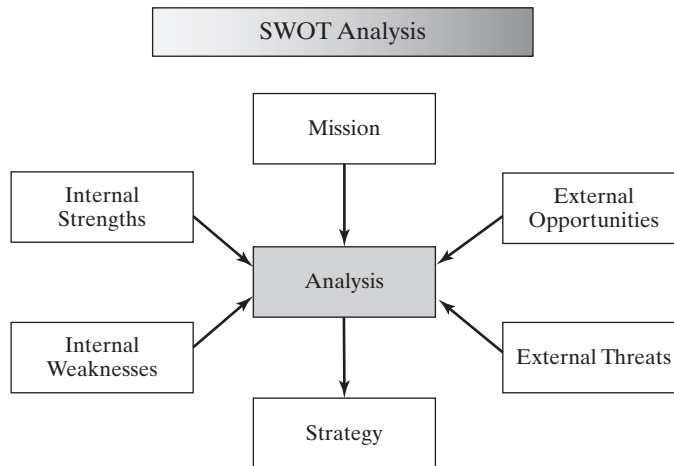 SWOT Analysis
Mission
Internal
Strengths
External
Opportunities
Analysis
Internal
Weaknesses
External Threats
Strategy